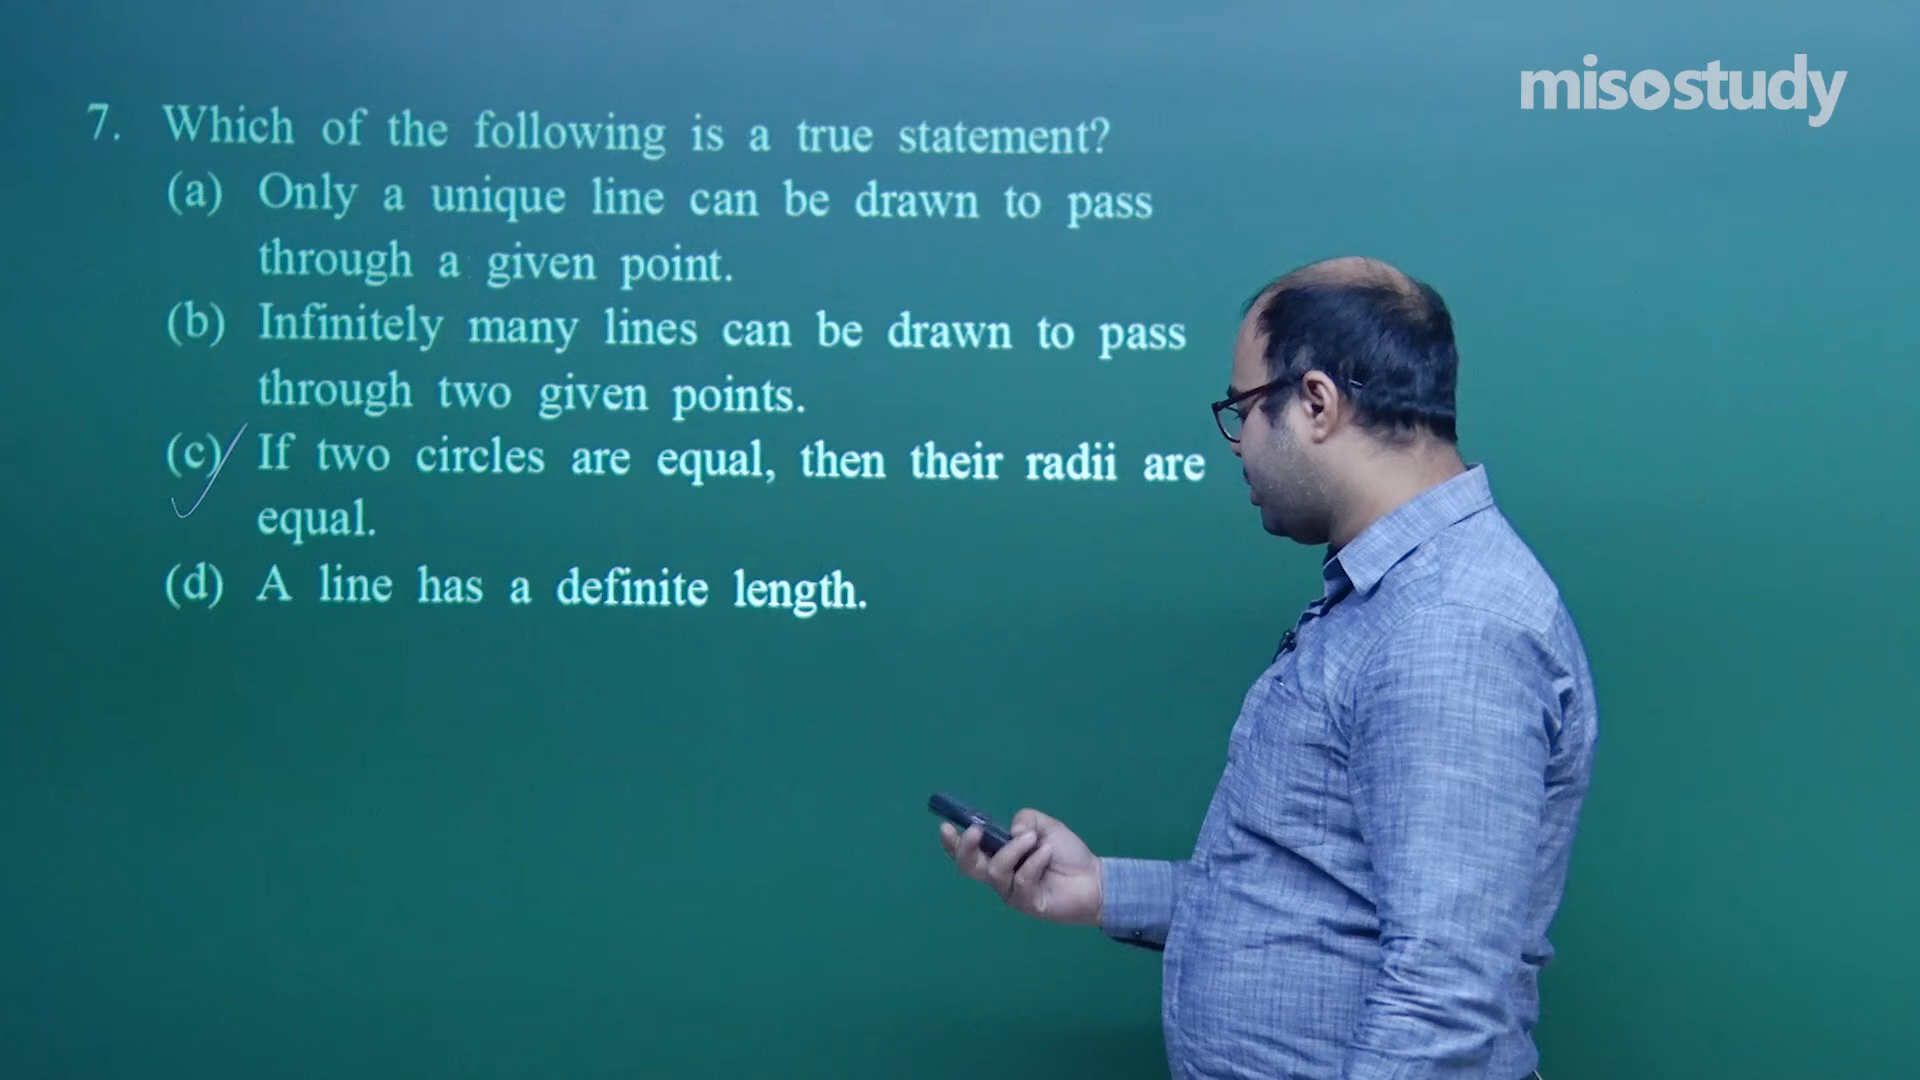 misostudy
7. Which of the following is a true statement?
(a) Only a unique line can be drawn to pass
through a given point.
(b) Infinitely many lines can be drawn to pass
through two given points.
(c) If two circles are equal, then their radii are
equal.
(d) A line has a definite length.